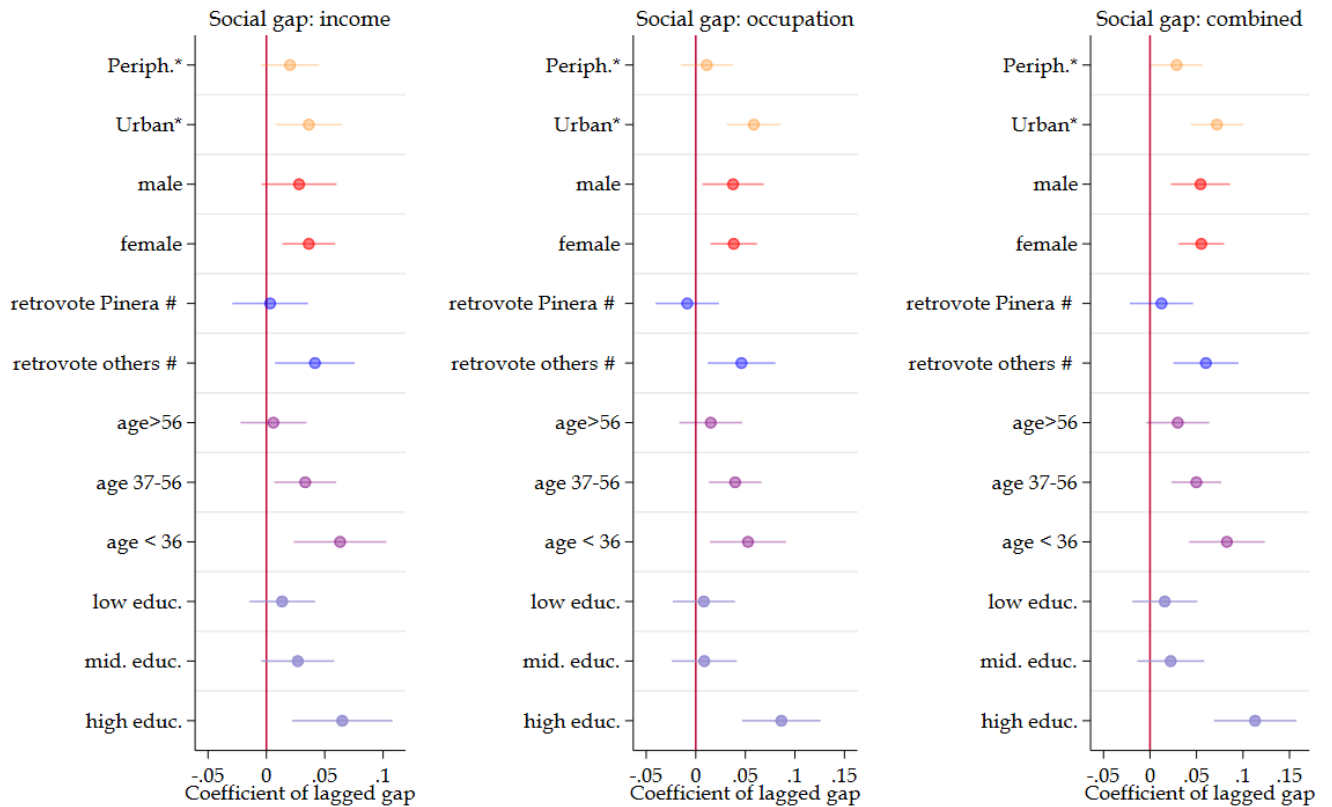 Social gap: income
Periph.*
Urban*
male
female
retrovote Pinera #
retrovote others #
age>56
age 37-56
age < 36
low educ.
mid. educ.
high educ.
-.05 0 .05 .1
Coefficient of lagged gap
Social gap: occupation
Periph.*
Urban*
male
female
retrovote Pinera #
retrovote others #
age>56
age 37-56
age < 36
low educ.
mid. educ.
high educ.
-.05 0 .05 .1 .15
Coefficient of lagged gap
Social gap: combined
Periph.*
Urban*
male
female
retrovote Pinera #
retrovote others #
age>56
age 37-56
age < 36
low educ.
mid. educ.
high educ.
-.05 0 .05 .1 .15
Coefficient of lagged gap